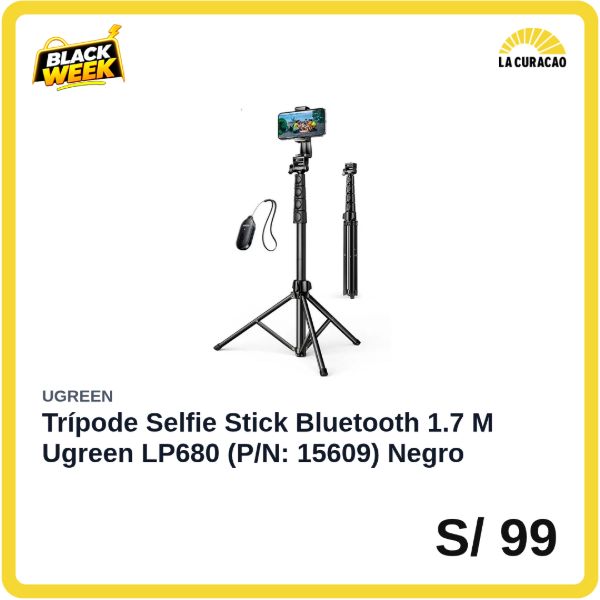 BLACK
WEEK
LA CURACAO
UGREEN
Trípode Selfie Stick Bluetooth 1.7 M
Ugreen LP680 (P/N: 15609) Negro
S/ 99